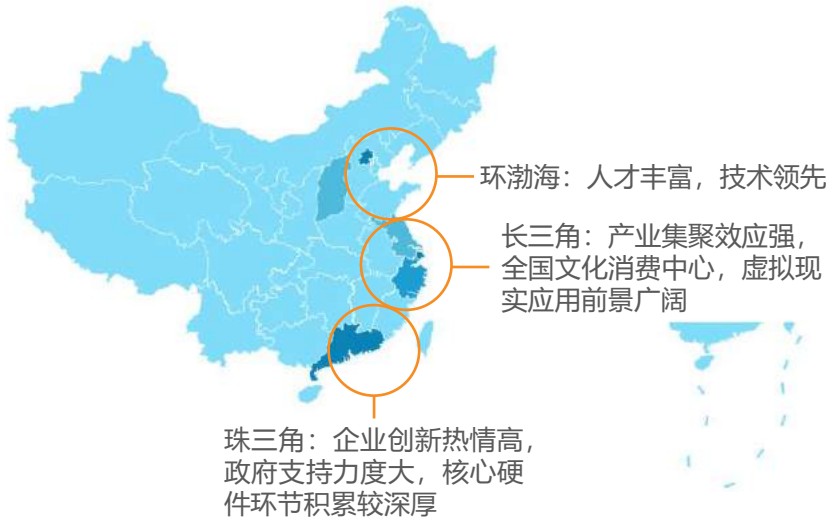 环渤海：人才丰富，技术领先
长三角：产业集聚效应强，
全国文化消费中心，虚拟现
实应用前景广阔
珠三角：企业创新热情高，
政府支持力度大，核心硬
件环节积累较深厚